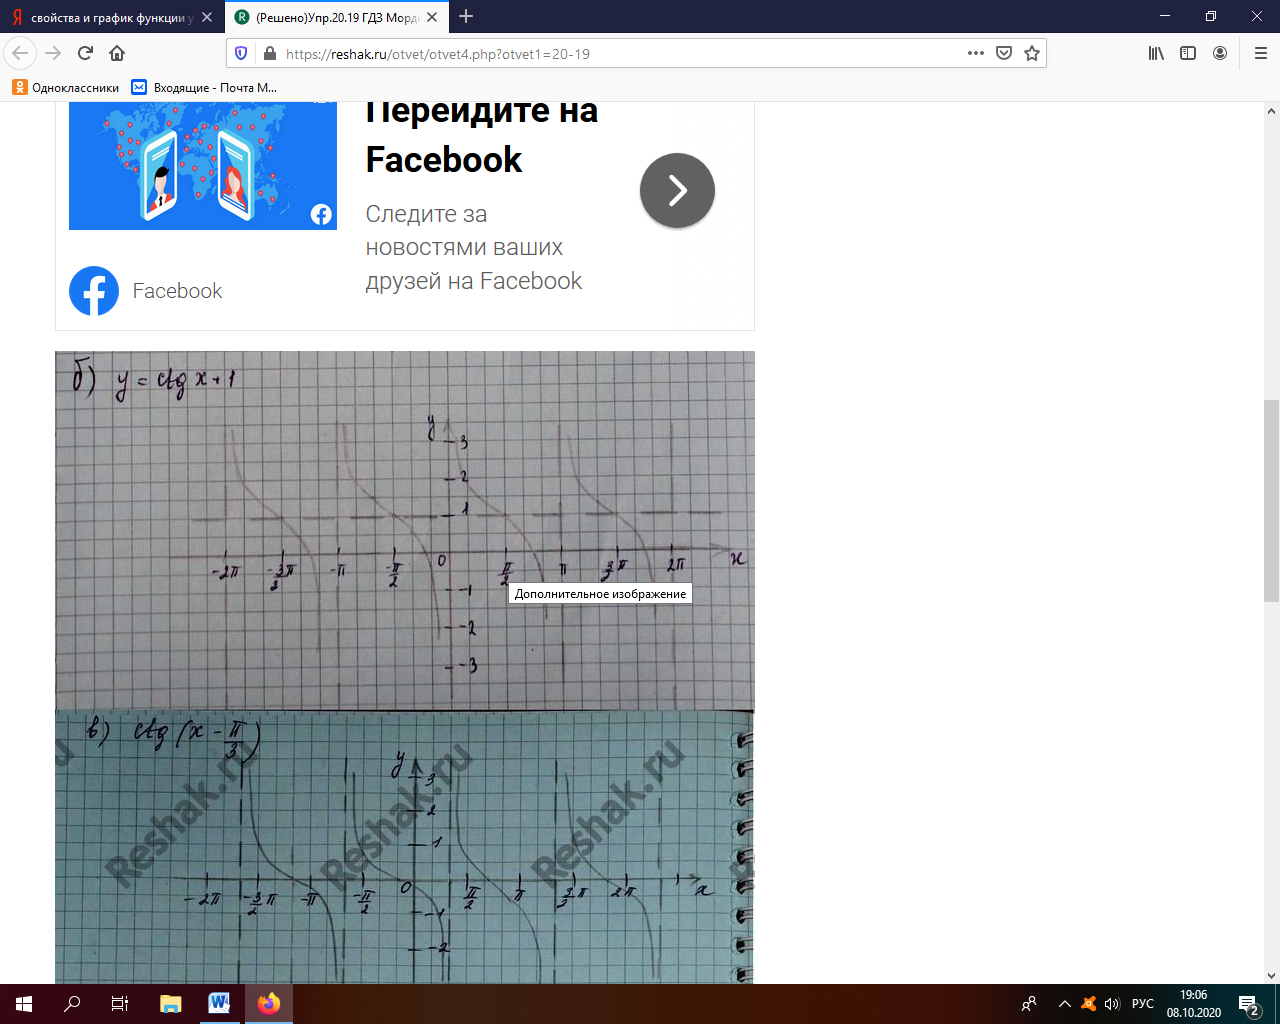 свойства и график функции у
(Решено)Упр.20.19 ГДЗ Морд
https://reshak.ru/otvet/otvet4.php?otvet1=20-19
Одноклассники
Входящие - Почта М...
Перейдите на
Facebook
Следите за
новостями ваших
друзей на Facebook
Facebook
б) y = ctg x + 1
y
3
2
1
-2π -3/2 π -π -π/2 0 π/2 π 3/2 π 2π x
Дополнительное изображение
-1
-2
-3
в) ctg (x - π/3)
y
3
2
1
-2π -3/2 π -π -π/2 0 π/2 π 3/2 π 2π x
-1
-2
Reshak.ru
Reshak.ru
Reshak.ru
РУС
19:06
08.10.2020
2